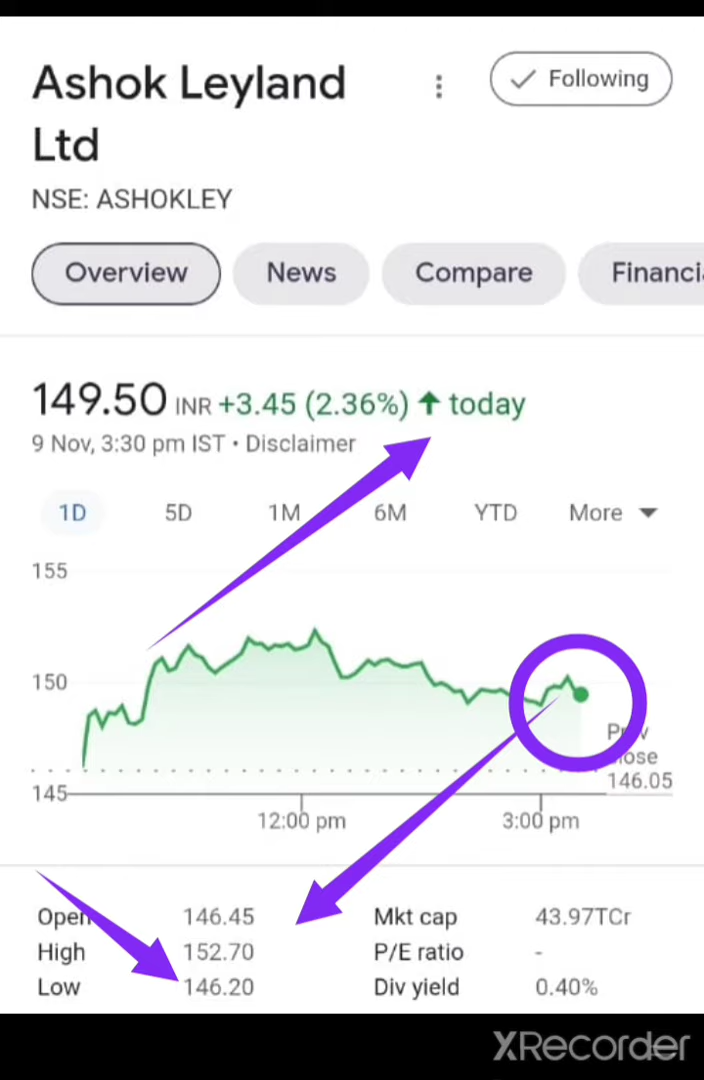 Ashok Leyland
Following
Ltd
NSE: ASHOKLEY
Overview
News
Compare
149.50 INR +3.45 (2.36%) ↑ today
9 Nov, 3:30 pm IST • Disclaimer
1D 5D 1M 6M YTD More
155
150
145
146.05
12:00 pm 3:00 pm
Open 146.45 Mkt cap 43.97TCr
High 152.70 P/E ratio -
Low 146.20 Div yield 0.40%
XRecorder